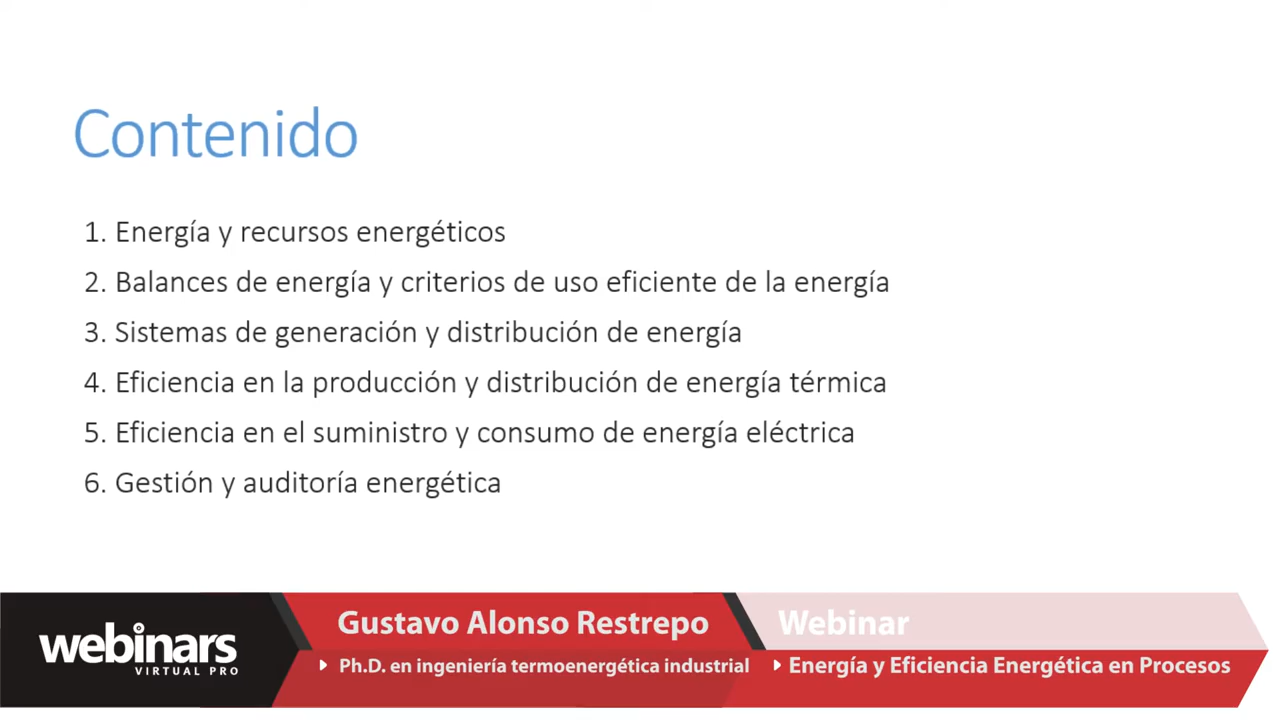 Contenido
1. Energía y recursos energéticos
2. Balances de energía y criterios de uso eficiente de la energía
3. Sistemas de generación y distribución de energía
4. Eficiencia en la producción y distribución de energía térmica
5. Eficiencia en el suministro y consumo de energía eléctrica
6. Gestión y auditoría energética
webinars
VIRTUAL PRO
Gustavo Alonso Restrepo
Ph.D. en ingeniería termoenergética industrial
Webinar
Energía y Eficiencia Energética en Procesos